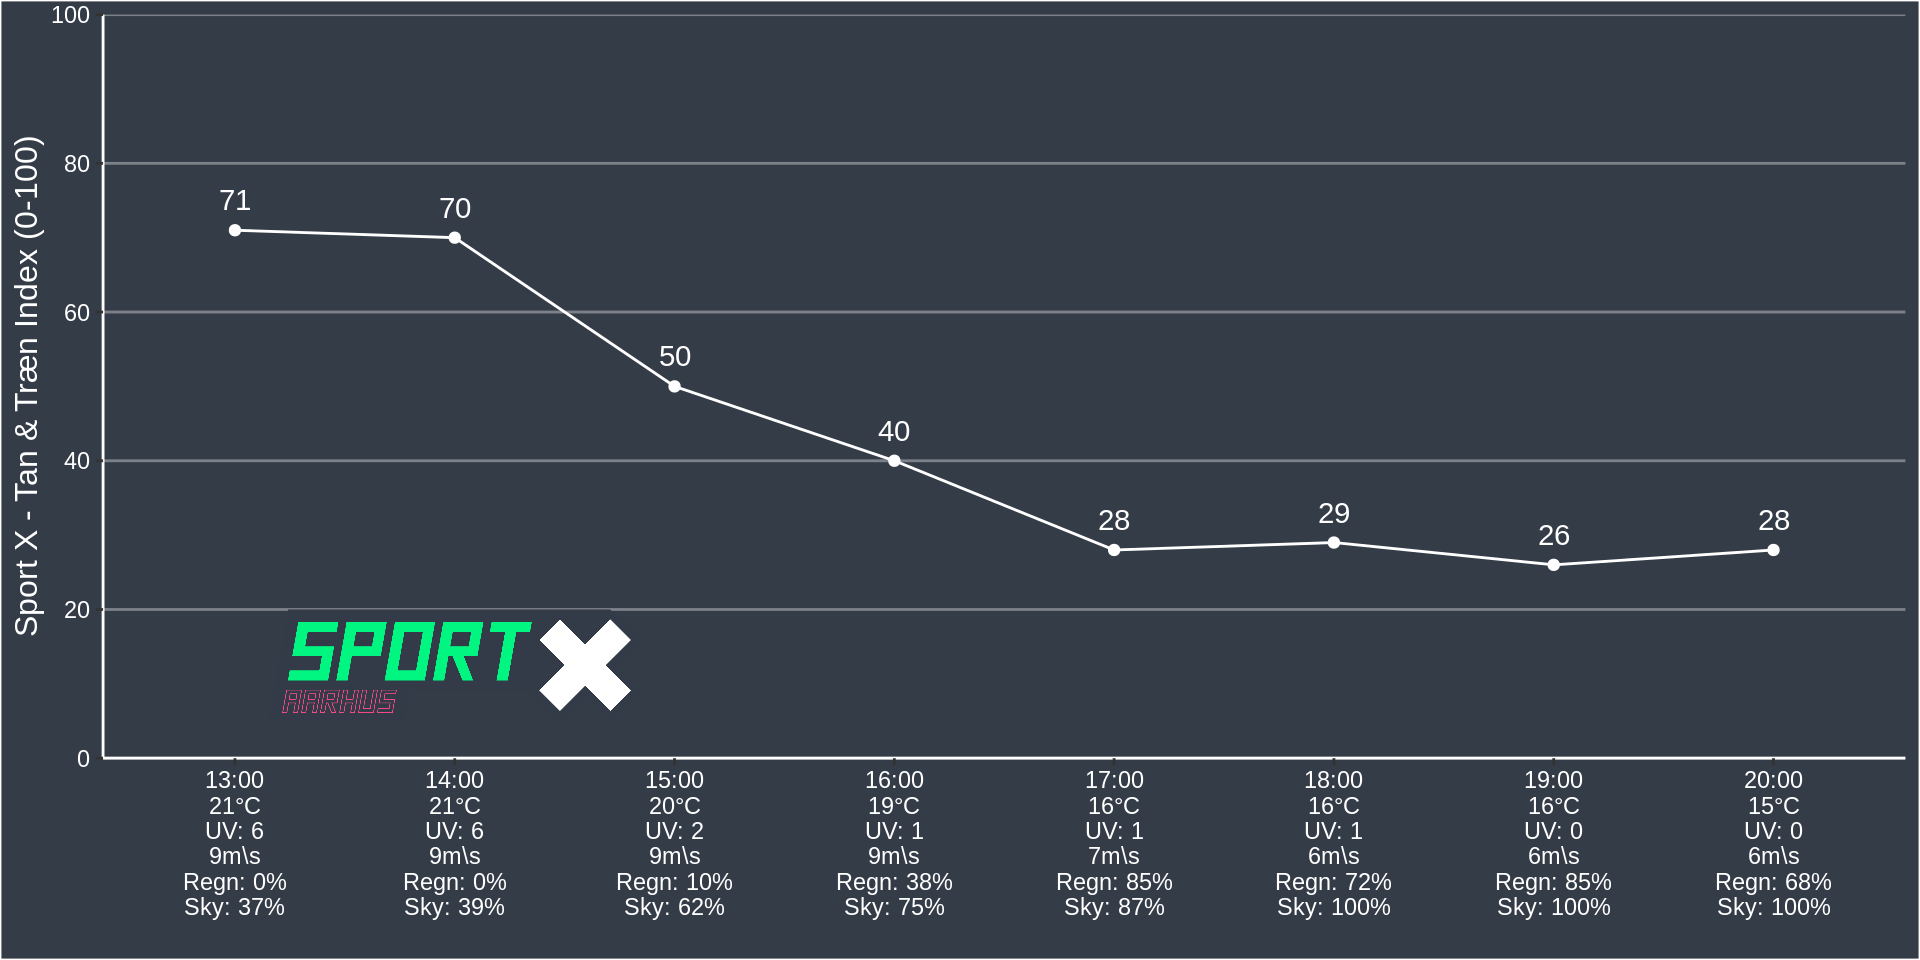 Sport X - Tan & Træn Index (0-100)
100
80
60
40
20
0
71
70
50
40
28
29
26
28
SPORT X
AARHUS
13:00
21°C
UV: 6
9m\s
Regn: 0%
Sky: 37%
14:00
21°C
UV: 6
9m\s
Regn: 0%
Sky: 39%
15:00
20°C
UV: 2
9m\s
Regn: 10%
Sky: 62%
16:00
19°C
UV: 1
9m\s
Regn: 38%
Sky: 75%
17:00
16°C
UV: 1
7m\s
Regn: 85%
Sky: 87%
18:00
16°C
UV: 1
6m\s
Regn: 72%
Sky: 100%
19:00
16°C
UV: 0
6m\s
Regn: 85%
Sky: 100%
20:00
15°C
UV: 0
6m\s
Regn: 68%
Sky: 100%